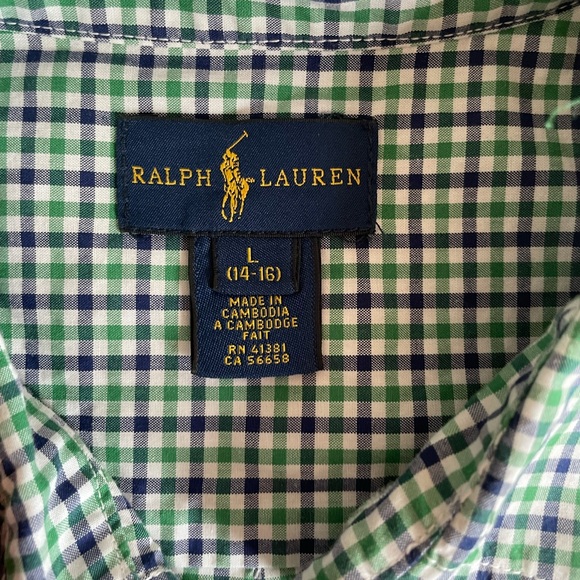 RALPH LAUREN
L
(14-16)
MADE IN
CAMBODIA
A CAMBODGE
FAIT
RN 41381
CA 56658